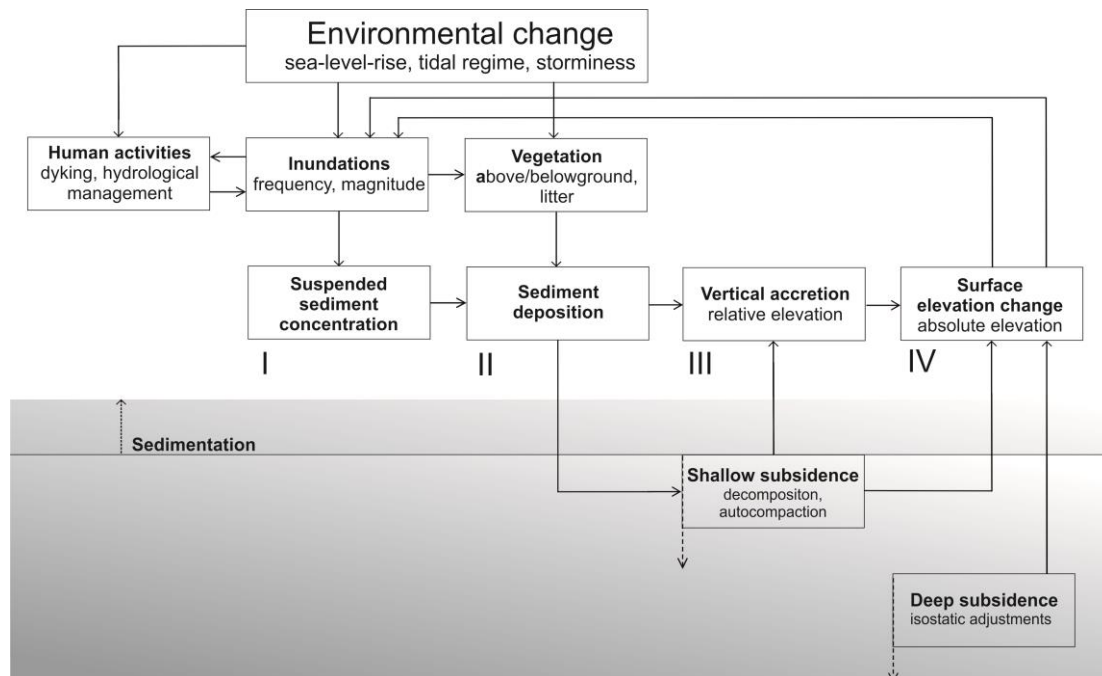 Environmental change
sea-level-rise, tidal regime, storminess
Human activities
dyking, hydrological
management
Inundations
frequency, magnitude
Vegetation
above/belowground,
litter
Suspended
sediment
concentration
Sediment
deposition
Vertical accretion
relative elevation
Surface
elevation change
absolute elevation
I
II
III
IV
Sedimentation
Shallow subsidence
decompositon,
autocompaction
Deep subsidence
isostatic adjustments